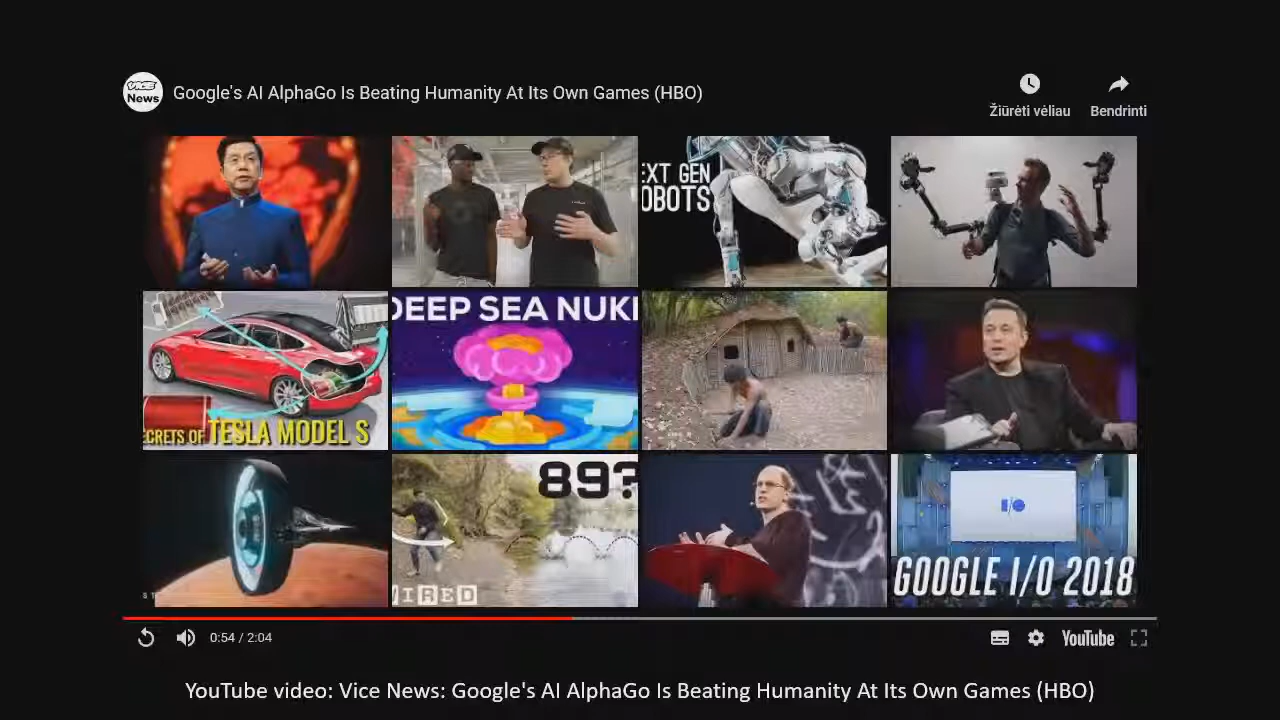 VICE
News
Google's AI AlphaGo Is Beating Humanity At Its Own Games (HBO)
Žiūrėti vėliau
Bendrinti
EXT GEN
OBOTS
ECRETS OF TESLA MODEL S
DEEP SEA NUKE
89?
WIRED
I/O
GOOGLE I/O 2018
0:54 / 2:04
YouTube
YouTube video: Vice News: Google's AI AlphaGo Is Beating Humanity At Its Own Games (HBO)